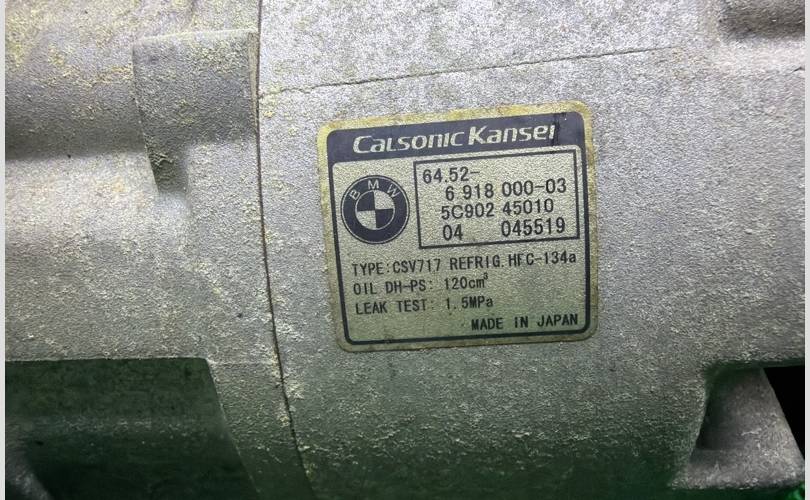 Calsonic Kansei
BMW
64.52-
6 918 000-03
5C902 45010
04 045519
TYPE:CSV717 REFRIG.HFC-134a
OIL DH-PS: 120cm³
LEAK TEST: 1.5MPa
MADE IN JAPAN